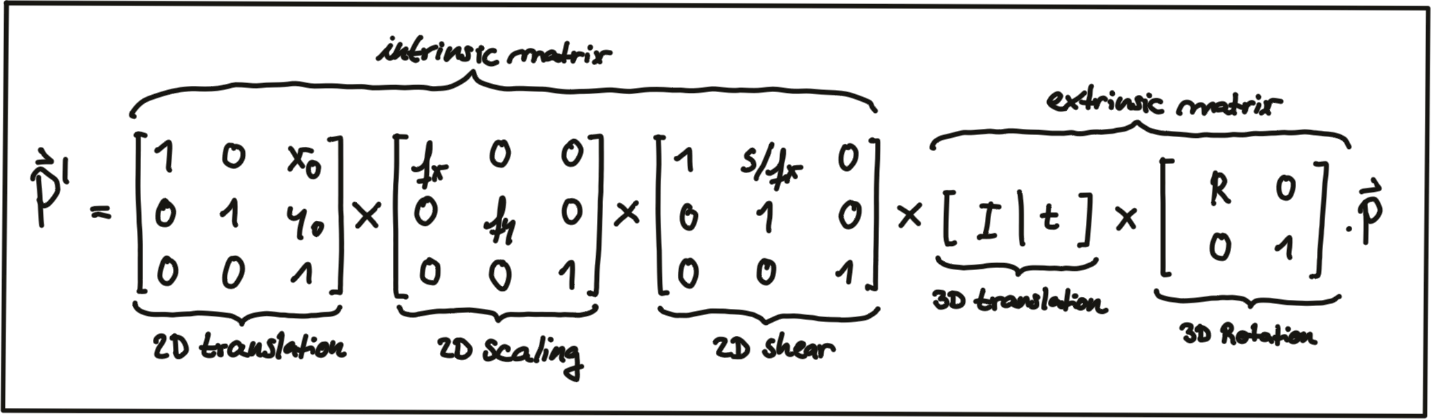 intrinsic matrix
extrinsic matrix
p⃗' = [1 0 x₀; 0 1 y₀; 0 0 1] × [fx 0 0; 0 fy 0; 0 0 1] × [1 s/fx 0; 0 1 0; 0 0 1] × [I | t] × [R 0; 0 1] . p⃗
2D translation 2D scaling 2D shear 3D translation 3D Rotation